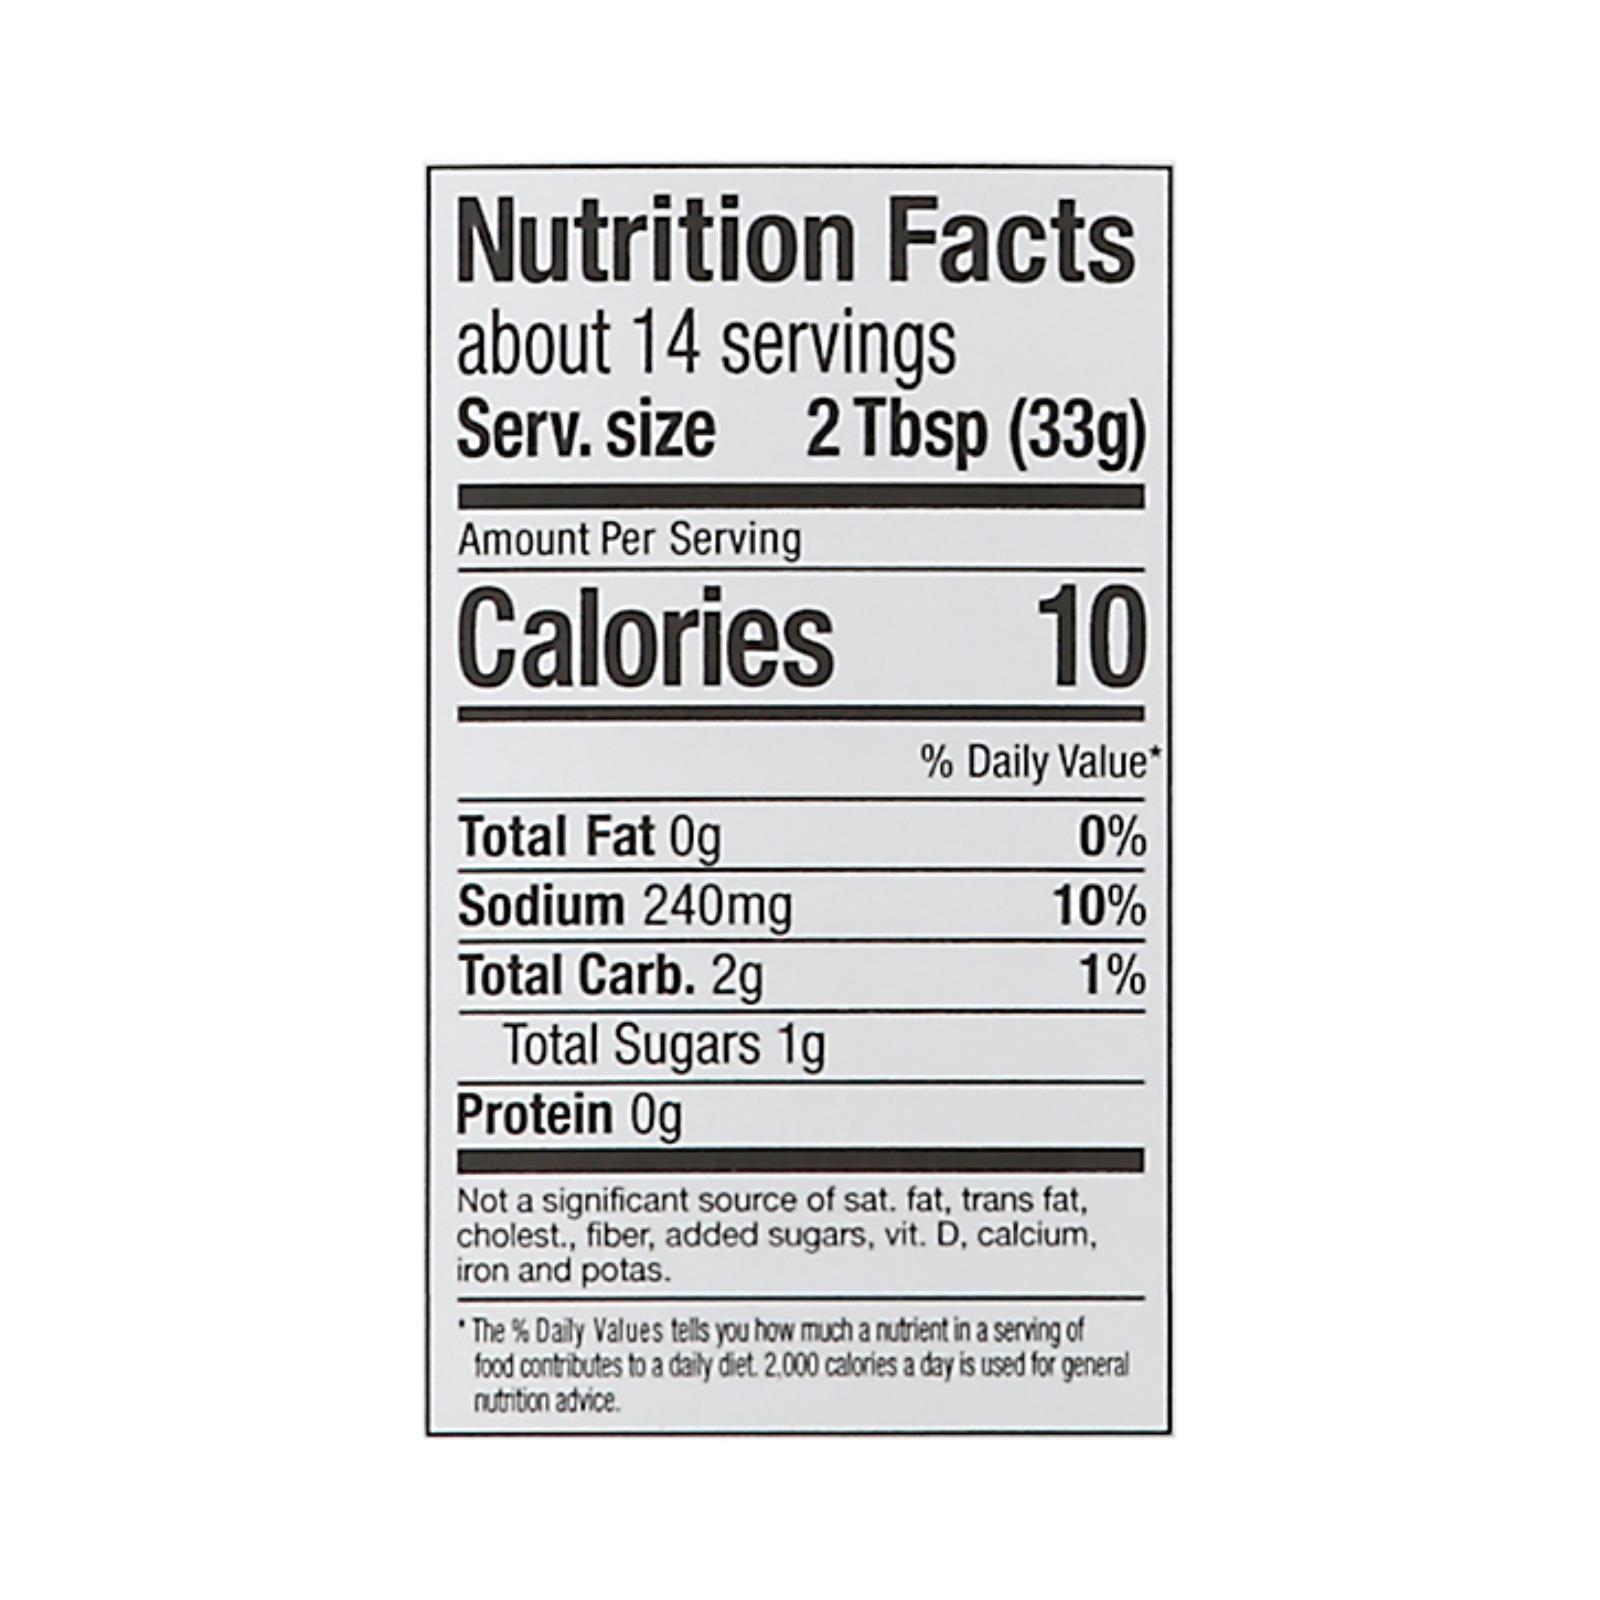 Nutrition Facts
about 14 servings
Serv. size 2 Tbsp (33g)
Amount Per Serving
Calories 10
% Daily Value*
Total Fat 0g 0%
Sodium 240mg 10%
Total Carb. 2g 1%
Total Sugars 1g
Protein 0g
Not a significant source of sat. fat, trans fat,
cholest., fiber, added sugars, vit. D, calcium,
iron and potas.
* The % Daily Values tells you how much a nutrient in a serving of
food contributes to a daily diet. 2,000 calories a day is used for general
nutrition advice.